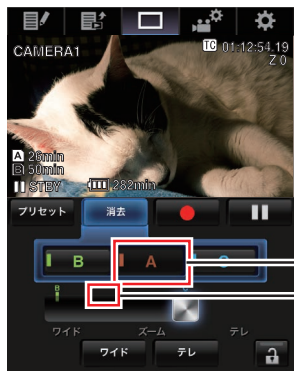 CAMERA1
TC 01:12:54.19
Z 0
A 26min
B 50min
STBY
282min
プリセット
消去
B
A
B
ワイド
ズーム
テレ
ワイド
テレ